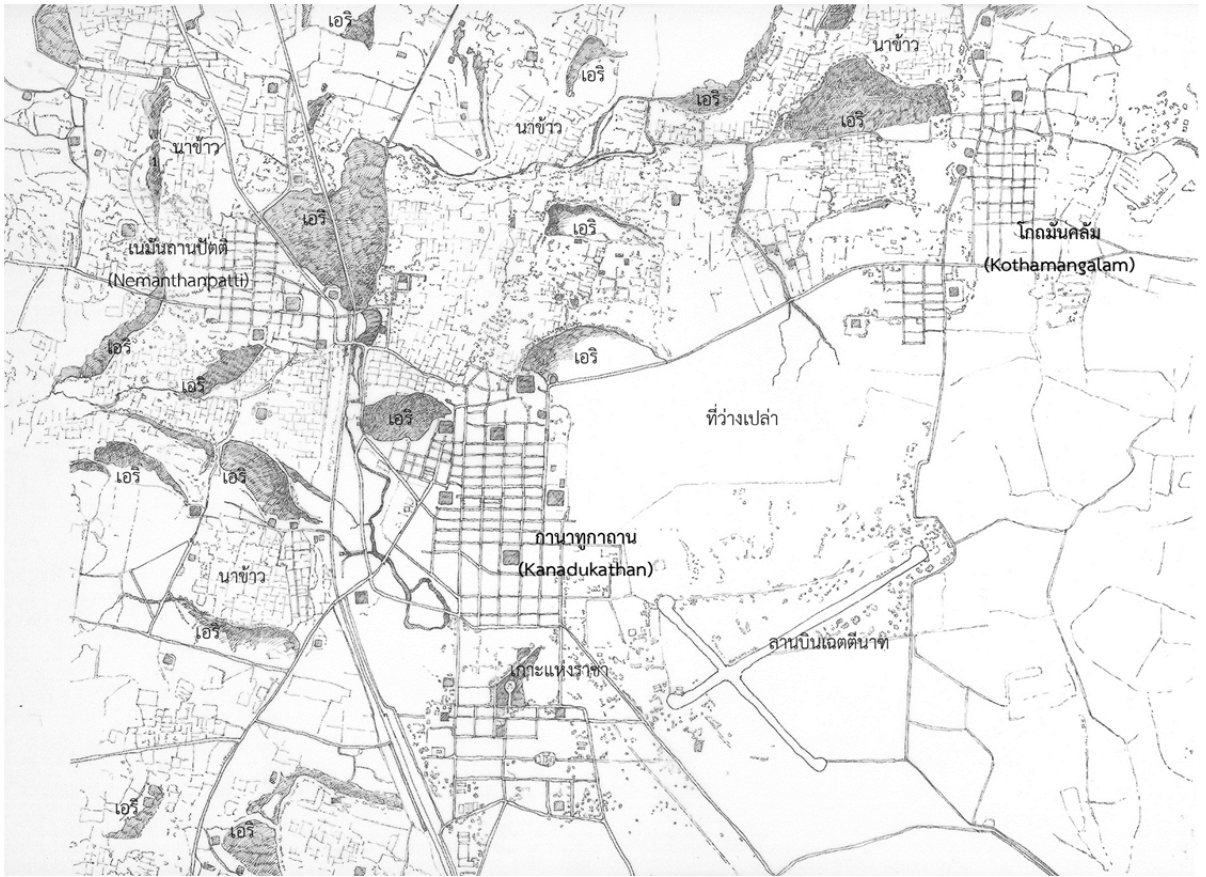 เอริ
นาข้าว
เอริ
เอริ
เอริ
นาข้าว
นาข้าว
เอริ
เอริ
โกถมันคลัม
(Kothamangalam)
เนมันถานปัตติ
(Nemanthanpatti)
เอริ
เอริ
เอริ
เอริ
เอริ
ที่ว่างเปล่า
เอริ
เอริ
กานาทูกาถาน
(Kanadukathan)
นาข้าว
เอริ
ลานบินเฉตตีนาฑ
เกาะแห่งราชา
เอริ
เอริ